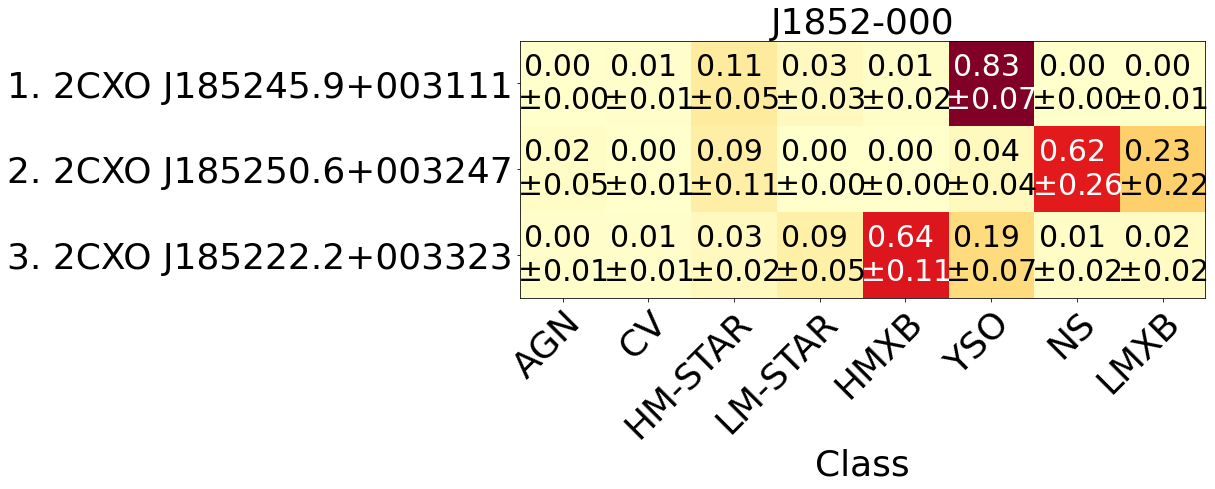 J1852-000
1. 2CXO J185245.9+003111
0.00 0.01 0.11 0.03 0.01 0.83 0.00 0.00
±0.00 ±0.01 ±0.05 ±0.03 ±0.02 ±0.07 ±0.00 ±0.01
2. 2CXO J185250.6+003247
0.02 0.00 0.09 0.00 0.00 0.04 0.62 0.23
±0.05 ±0.01 ±0.11 ±0.00 ±0.00 ±0.04 ±0.26 ±0.22
3. 2CXO J185222.2+003323
0.00 0.01 0.03 0.09 0.64 0.19 0.01 0.02
±0.01 ±0.01 ±0.02 ±0.05 ±0.11 ±0.07 ±0.02 ±0.02
AGN CV HM-STAR LM-STAR HMXB YSO NS LMXB
Class